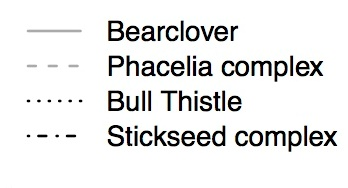 Bearclover
Phacelia complex
Bull Thistle
Stickseed complex